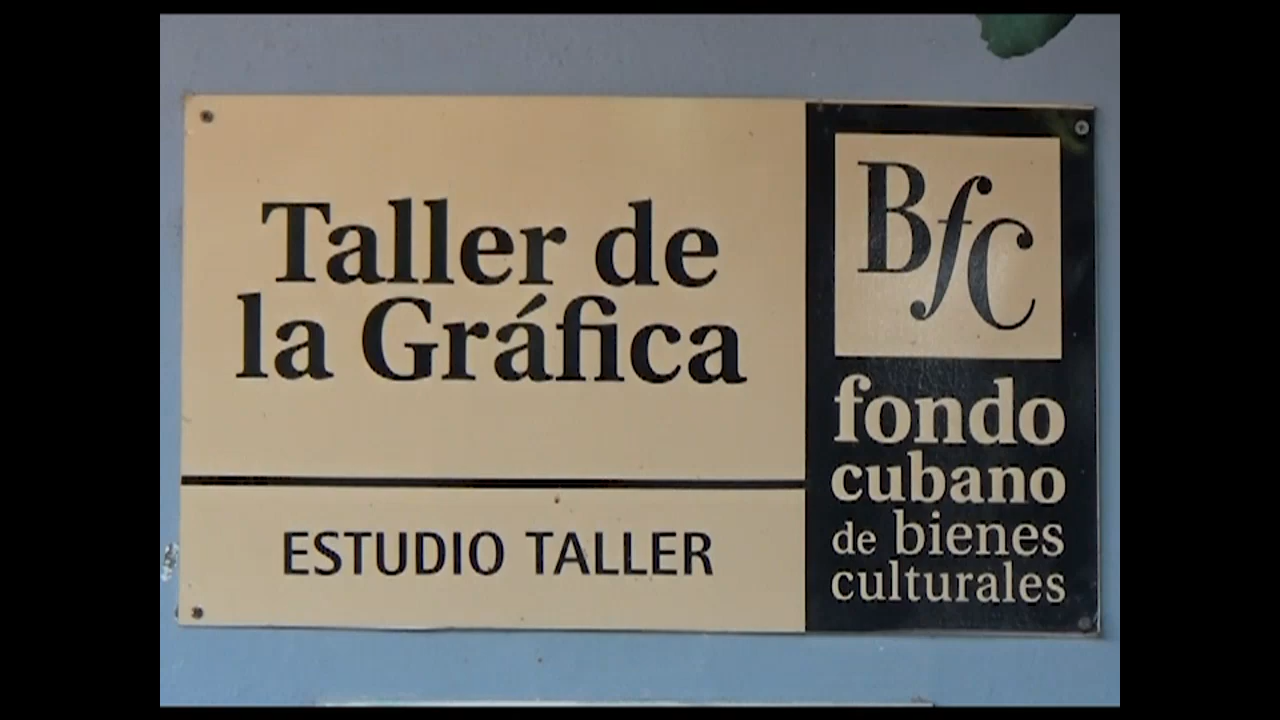 Taller de
la Gráfica
ESTUDIO TALLER
BfC
fondo
cubano
de bienes
culturales